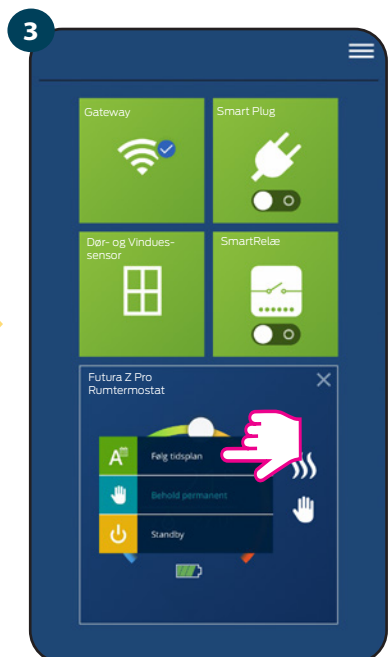 3
Gateway
Smart Plug
Dør- og Vindues-
sensor
SmartRelæ
Futura Z Pro
Rumtermostat
A
Følg tidsplan
Behold permanent
Standby